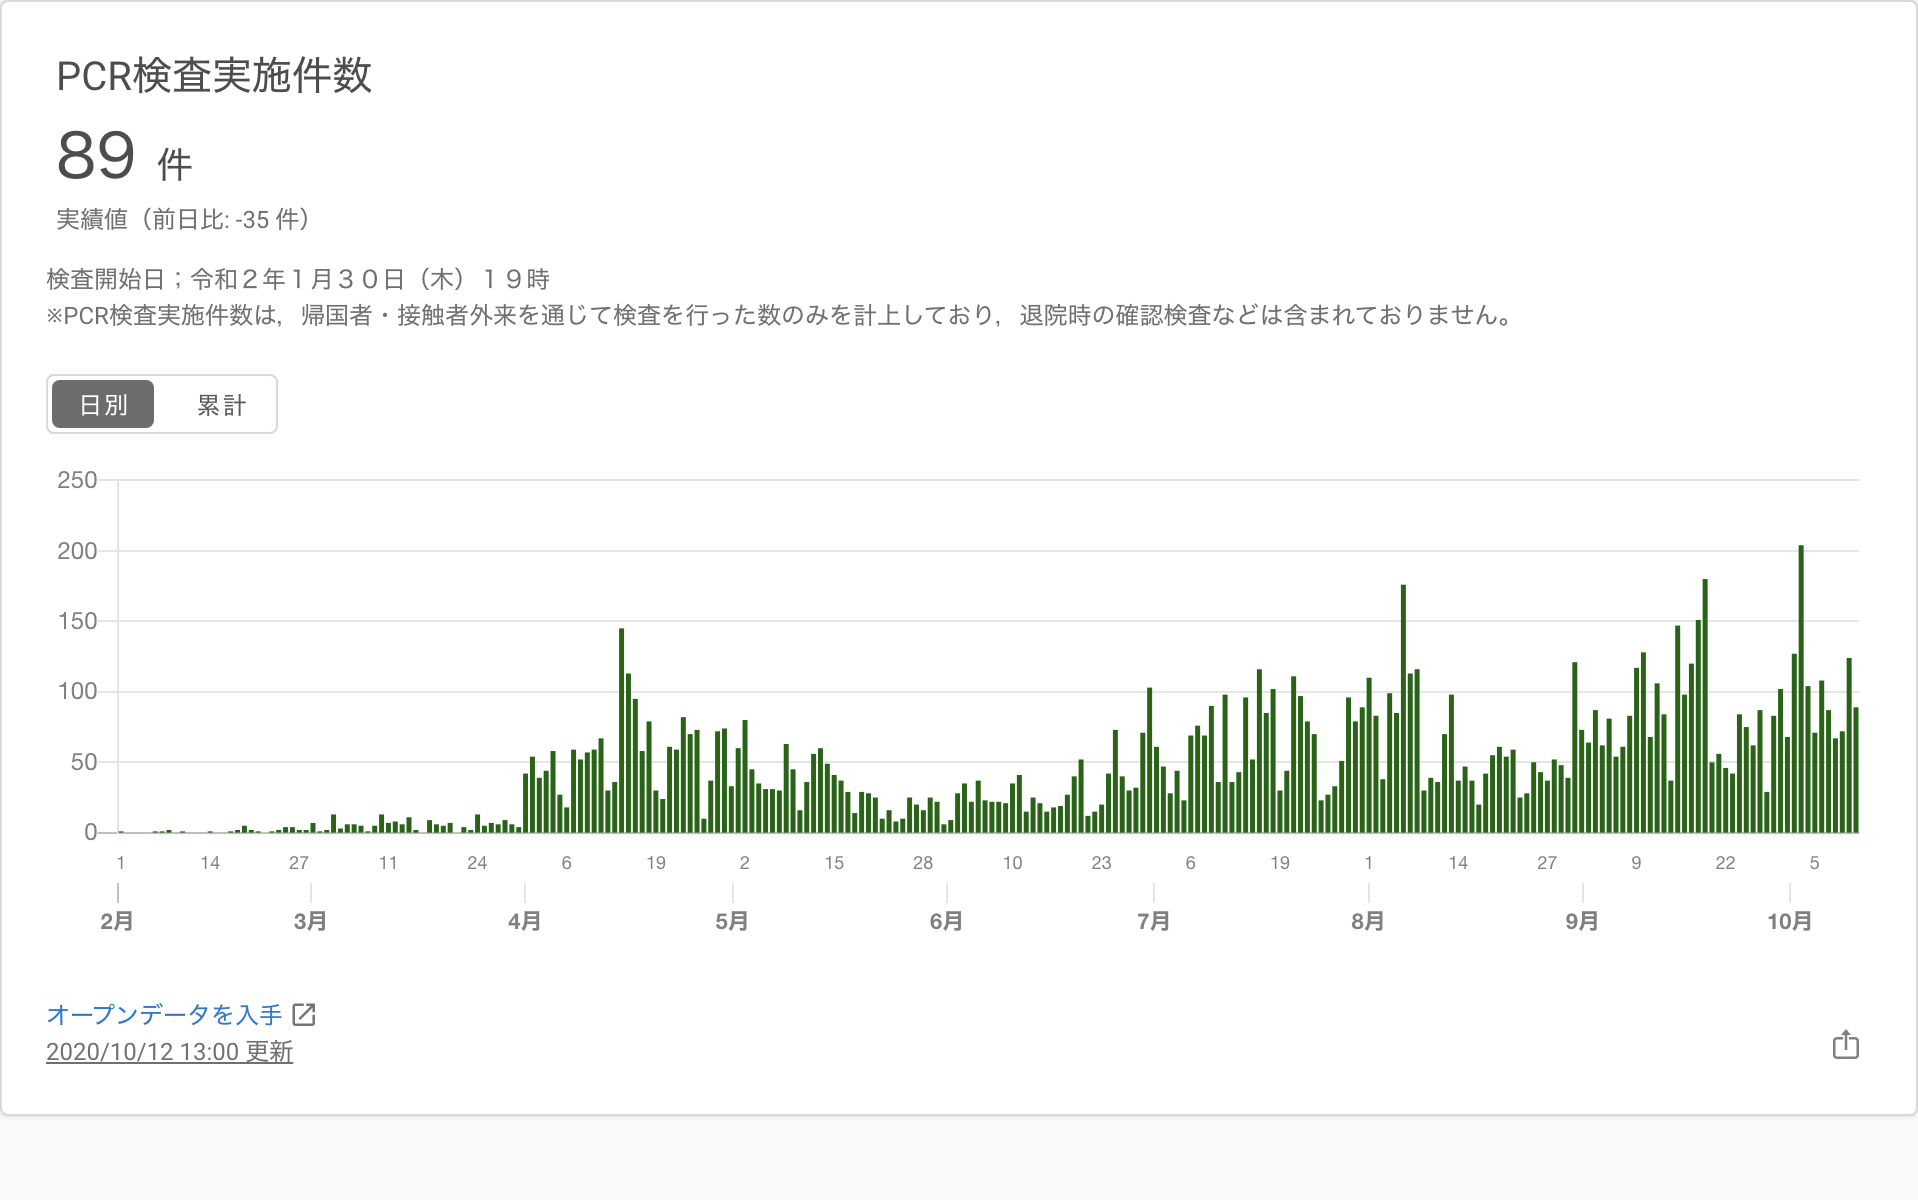 PCR検査実施件数
89 件
実績値（前日比: -35 件）
検査開始日；令和２年１月３０日（木）１９時
※PCR検査実施件数は，帰国者・接触者外来を通じて検査を行った数のみを計上しており，退院時の確認検査などは含まれておりません。
日別 累計
250
200
150
100
50
0
1 14 27 11 24 6 19 2 15 28 10 23 6 19 1 14 27 9 22 5
2月 3月 4月 5月 6月 7月 8月 9月 10月
オープンデータを入手
2020/10/12 13:00 更新